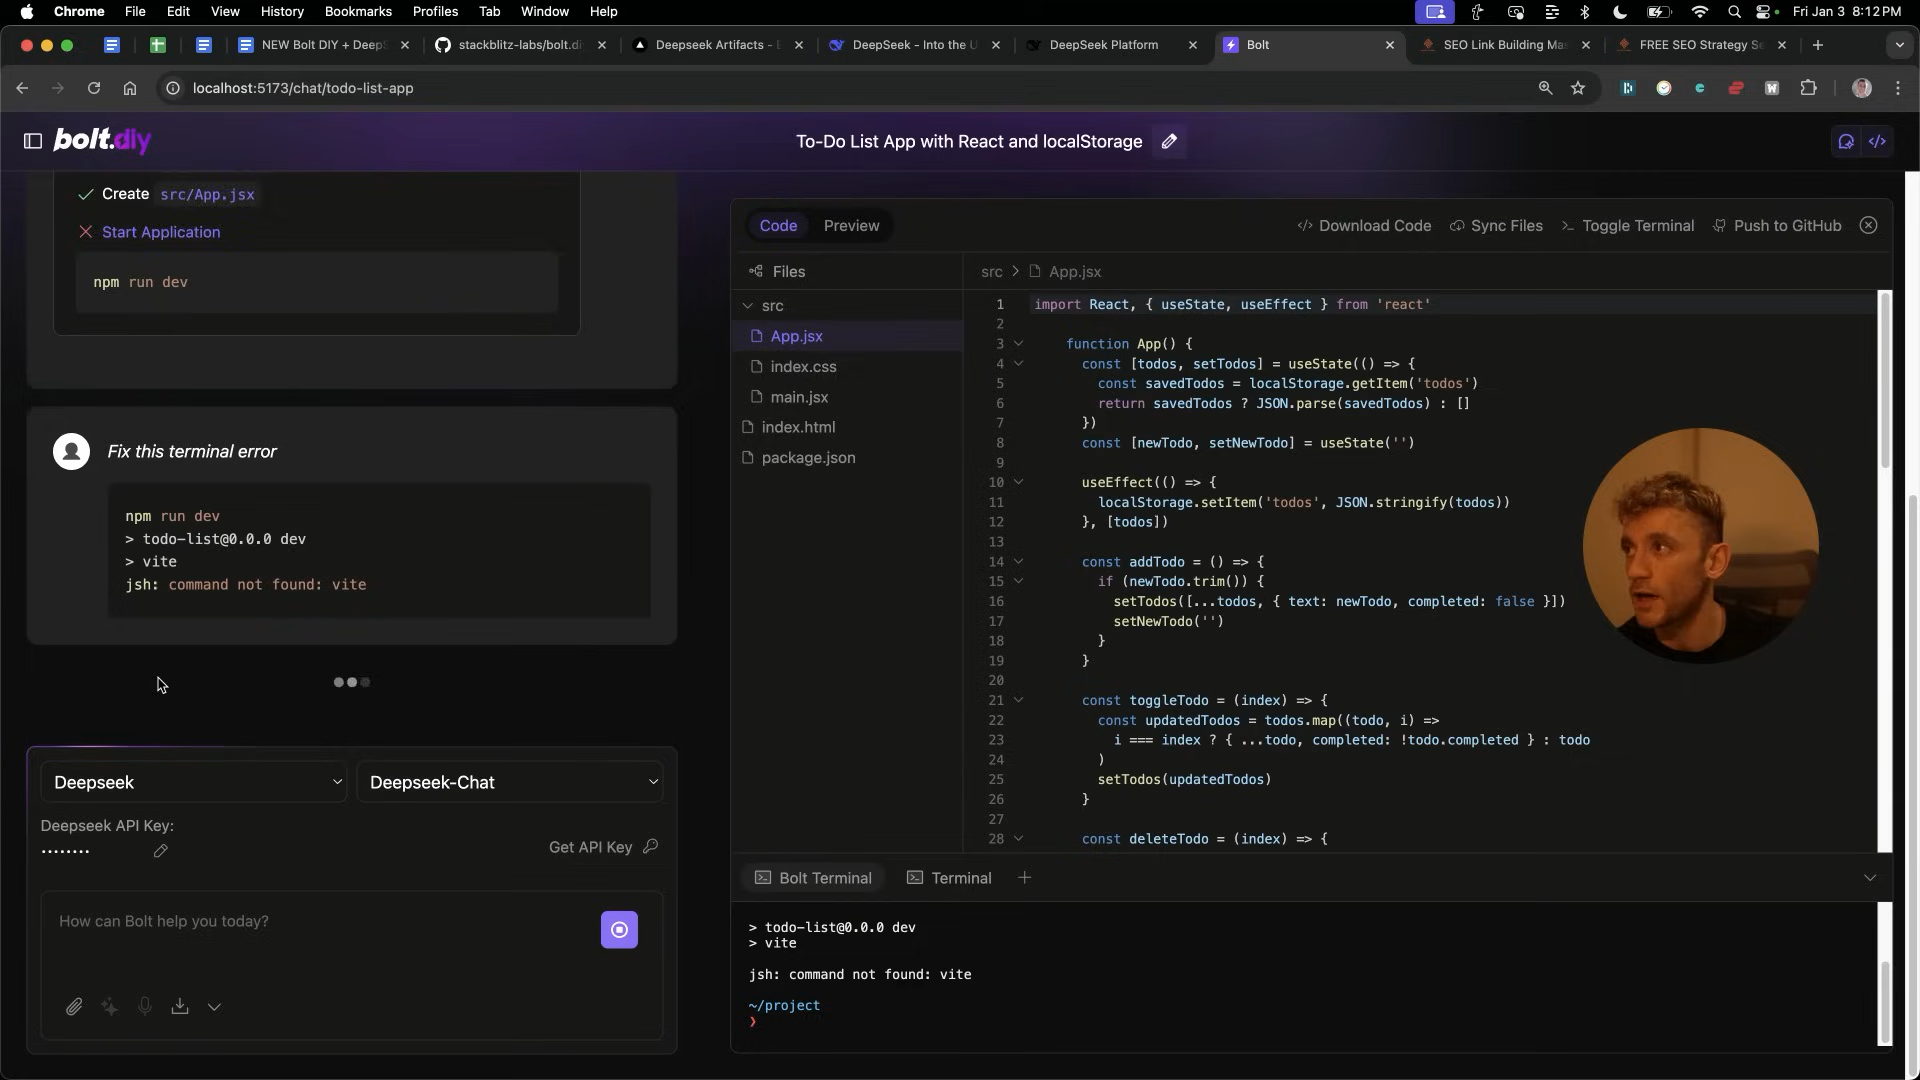 Chrome File Edit View History Bookmarks Profiles Tab Window Help Fri Jan 3 8:12 PM
NEW Bolt DIY + Deep stackblitz-labs/bolt.di Deepseek Artifacts - DeepSeek - Into the U DeepSeek Platform Bolt SEO Link Building Ma FREE SEO Strategy Se
localhost:5173/chat/todo-list-app
bolt.diy
To-Do List App with React and localStorage
Create src/App.jsx
Start Application
npm run dev
Fix this terminal error
npm run dev
> todo-list@0.0.0 dev
> vite
jsh: command not found: vite
Deepseek Deepseek-Chat
Deepseek API Key:
•••••••• Get API Key
How can Bolt help you today?
Code Preview </> Download Code Sync Files Toggle Terminal Push to GitHub
Files
src
App.jsx
index.css
main.jsx
index.html
package.json
src > App.jsx
1 import React, { useState, useEffect } from 'react'
2
3 function App() {
4 const [todos, setTodos] = useState(() => {
5 const savedTodos = localStorage.getItem('todos')
6 return savedTodos ? JSON.parse(savedTodos) : []
7 })
8 const [newTodo, setNewTodo] = useState('')
9
10 useEffect(() => {
11 localStorage.setItem('todos', JSON.stringify(todos))
12 }, [todos])
13
14 const addTodo = () => {
15 if (newTodo.trim()) {
16 setTodos([...todos, { text: newTodo, completed: false }])
17 setNewTodo('')
18 }
19 }
20
21 const toggleTodo = (index) => {
22 const updatedTodos = todos.map((todo, i) =>
23 i === index ? { ...todo, completed: !todo.completed } : todo
24 )
25 setTodos(updatedTodos)
26 }
27
28 const deleteTodo = (index) => {
Bolt Terminal Terminal +
> todo-list@0.0.0 dev
> vite
jsh: command not found: vite
~/project
❯